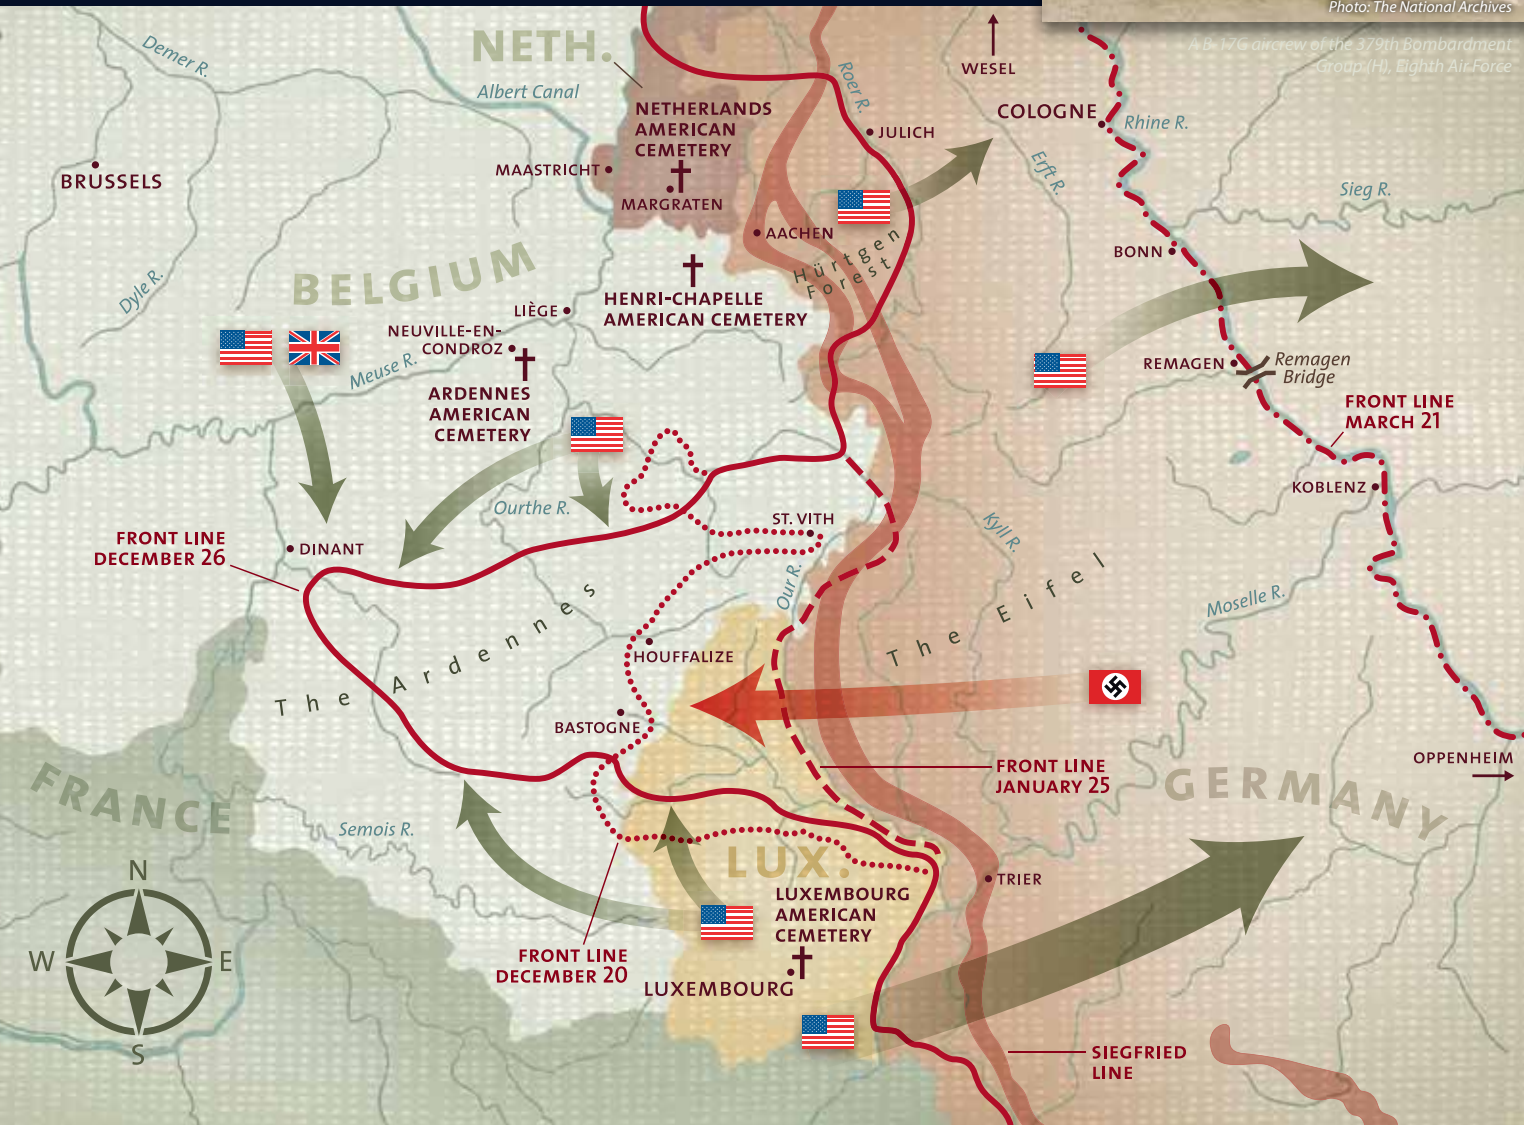 Photo: The National Archives
A B-17G aircrew of the 379th Bombardment
Group (H), Eighth Air Force
NETH.
Demer R.
Albert Canal
Roer R.
WESEL
COLOGNE
Rhine R.
NETHERLANDS
AMERICAN
CEMETERY
JULICH
MAASTRICHT
MARGRATEN
BRUSSELS
Erft R.
Sieg R.
AACHEN
Hürtgen
Forest
BONN
BELGIUM
Dyle R.
HENRI-CHAPELLE
AMERICAN CEMETERY
LIÈGE
NEUVILLE-EN-
CONDROZ
Meuse R.
ARDENNES
AMERICAN
CEMETERY
REMAGEN
Remagen
Bridge
FRONT LINE
MARCH 21
KOBLENZ
Ourthe R.
ST. VITH
Kyll R.
FRONT LINE
DECEMBER 26
DINANT
Our R.
The Eifel
Moselle R.
The Ardennes
HOUFFALIZE
BASTOGNE
FRONT LINE
JANUARY 25
OPPENHEIM
GERMANY
FRANCE
Semois R.
LUX.
TRIER
LUXEMBOURG
AMERICAN
CEMETERY
FRONT LINE
DECEMBER 20
LUXEMBOURG
N
W
E
S
SIEGFRIED
LINE